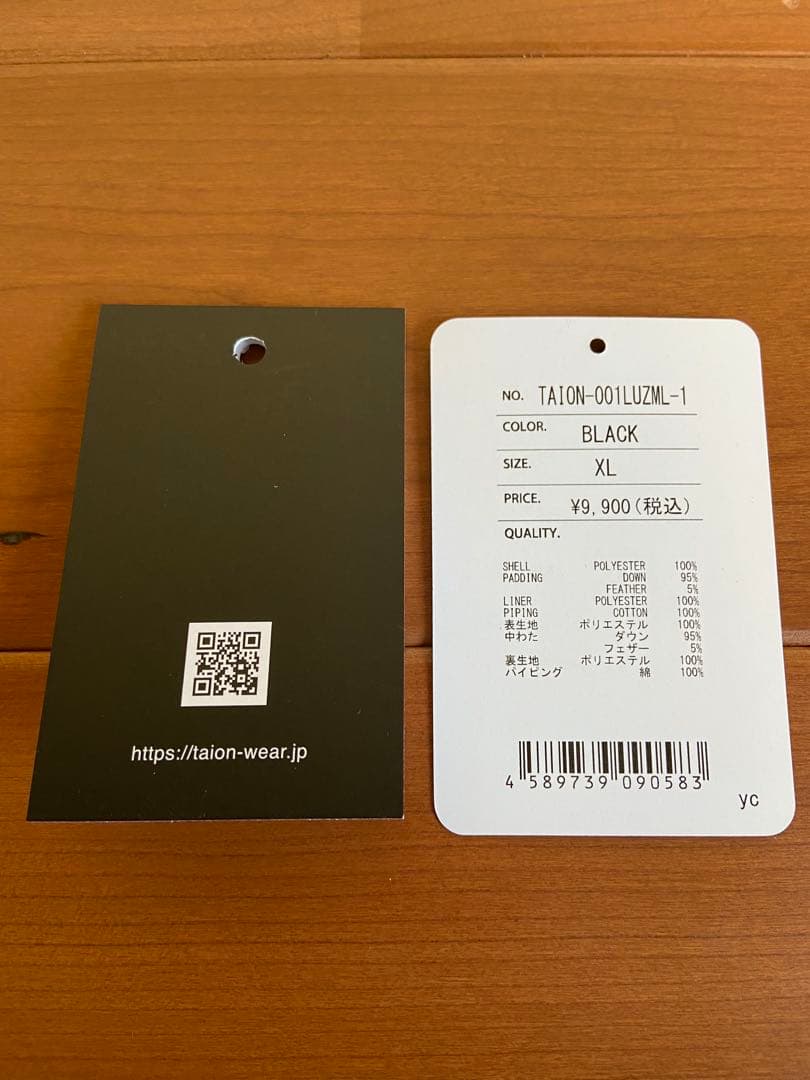 https://taion-wear.jp
NO. TAION-001LUZML-1
COLOR. BLACK
SIZE. XL
PRICE. ¥9,900(税込)
QUALITY.
SHELL POLYESTER 100%
PADDING DOWN 95%
FEATHER 5%
LINER POLYESTER 100%
PIPING COTTON 100%
表生地 ポリエステル 100%
中わた ダウン 95%
フェザー 5%
裏生地 ポリエステル 100%
パイピング 綿 100%
4 589739 090583
yc